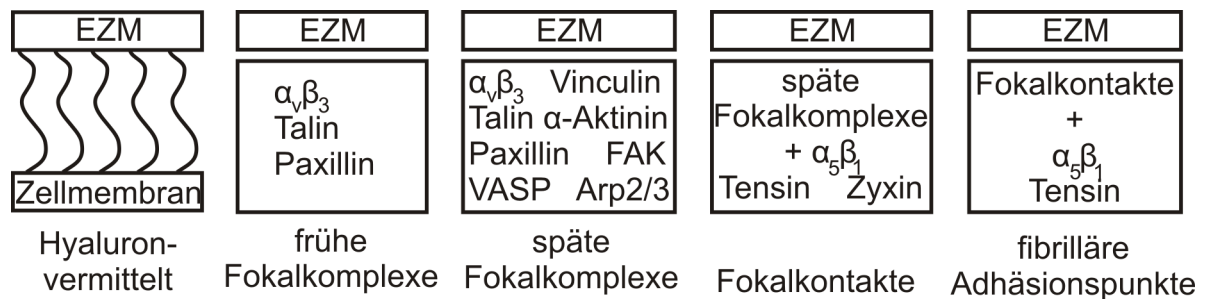 EZM
Zellmembran
Hyaluron-
vermittelt
EZM
αvβ3
Talin
Paxillin
frühe
Fokalkomplexe
EZM
αvβ3 Vinculin
Talin α-Aktinin
Paxillin FAK
VASP Arp2/3
späte
Fokalkomplexe
EZM
späte
Fokalkomplexe
+ α5β1
Tensin Zyxin
Fokalkontakte
EZM
Fokalkontakte
+
α5β1
Tensin
fibrilläre
Adhäsionspunkte